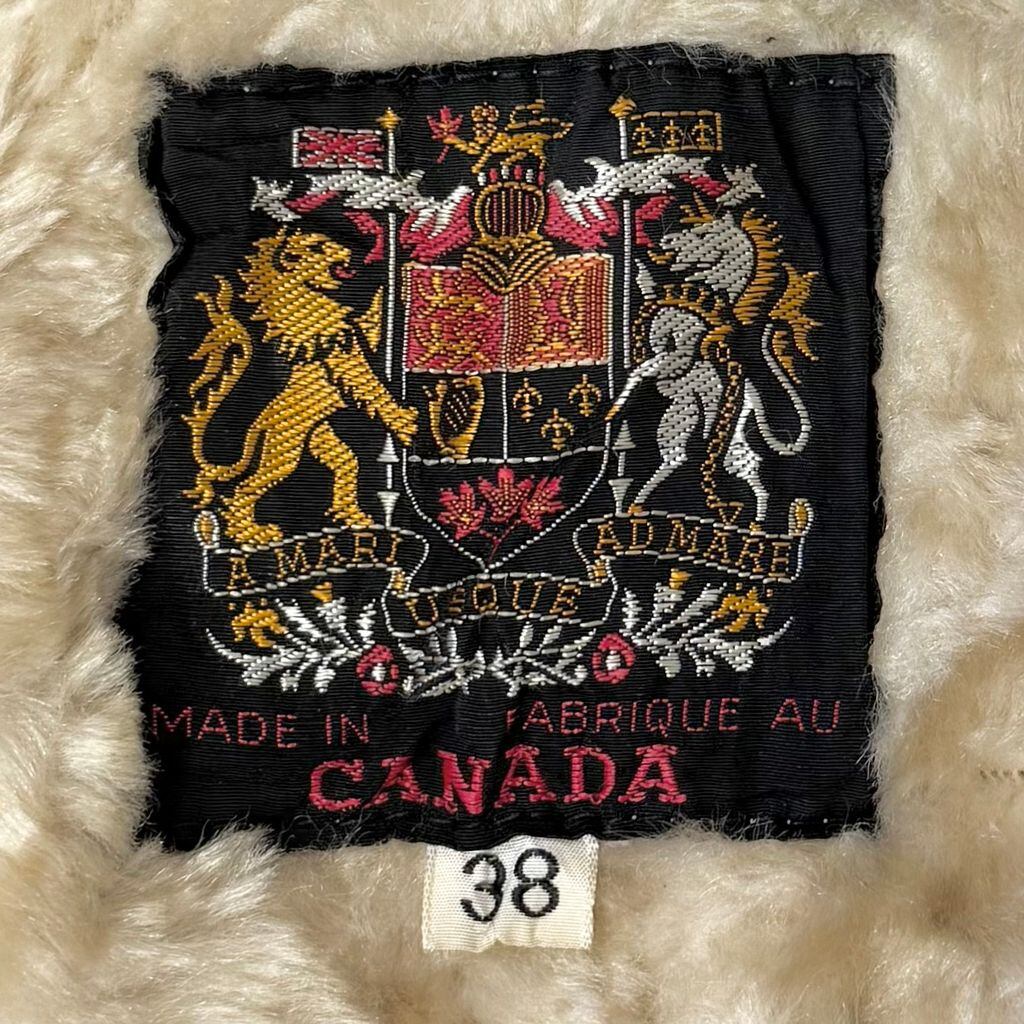 A MARI USQUE AD MARE
MADE IN FABRIQUE AU
CANADA
38